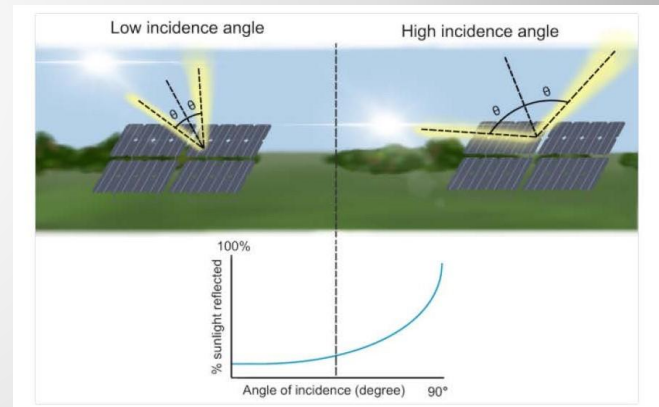 Low incidence angle
High incidence angle
θ
θ
θ
θ
100%
% sunlight reflected
Angle of incidence (degree)
90°